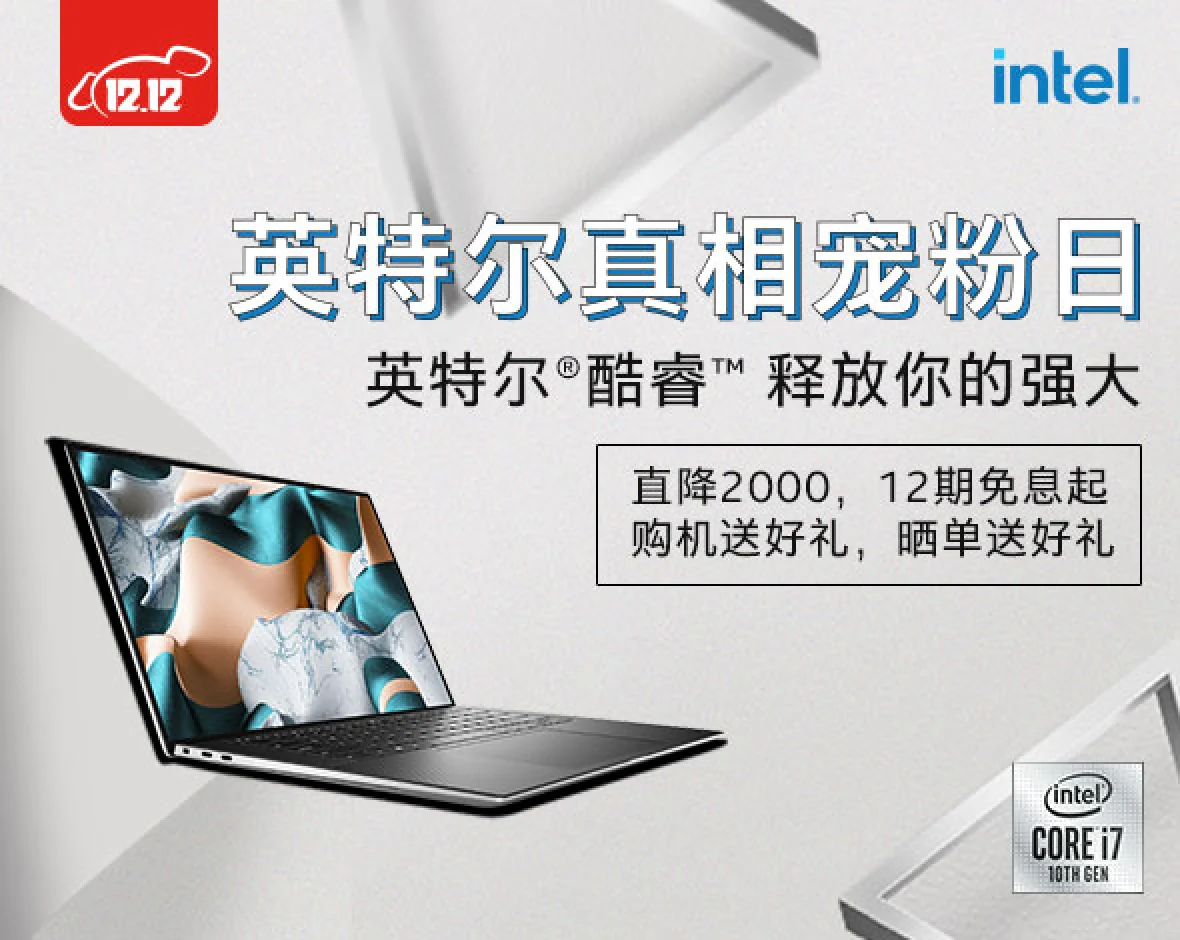 12.12
intel.
英特尔真相宠粉日
英特尔®酷睿™ 释放你的强大
直降2000，12期免息起
购机送好礼，晒单送好礼
intel
CORE i7
10TH GEN